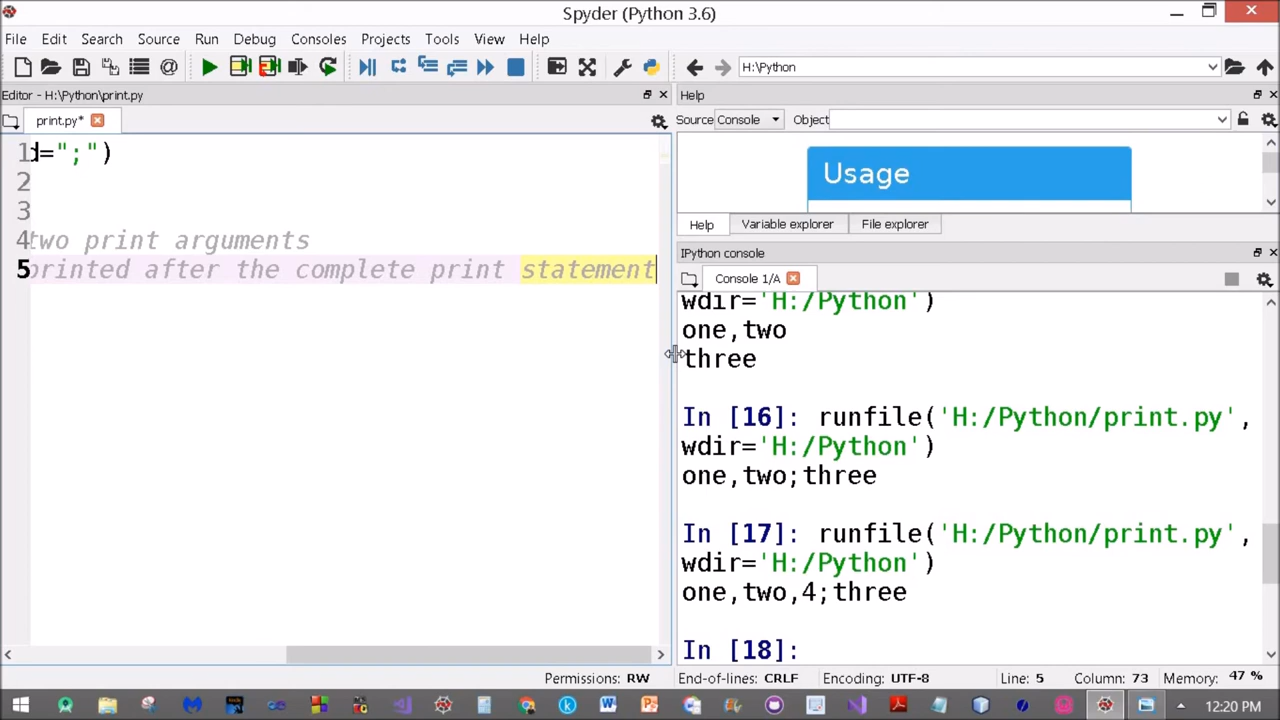 Spyder (Python 3.6)
File Edit Search Source Run Debug Consoles Projects Tools View Help
H:\Python
Editor - H:\Python\print.py
Help
print.py*
Source Console Object
1 d=";")
2
3
4 two print arguments
5 printed after the complete print statement
Usage
Help Variable explorer File explorer
IPython console
Console 1/A
wdir='H:/Python')
one,two
three
In [16]: runfile('H:/Python/print.py',
wdir='H:/Python')
one,two;three
In [17]: runfile('H:/Python/print.py',
wdir='H:/Python')
one,two,4;three
In [18]:
Permissions: RW End-of-lines: CRLF Encoding: UTF-8 Line: 5 Column: 73 Memory: 47 %
12:20 PM